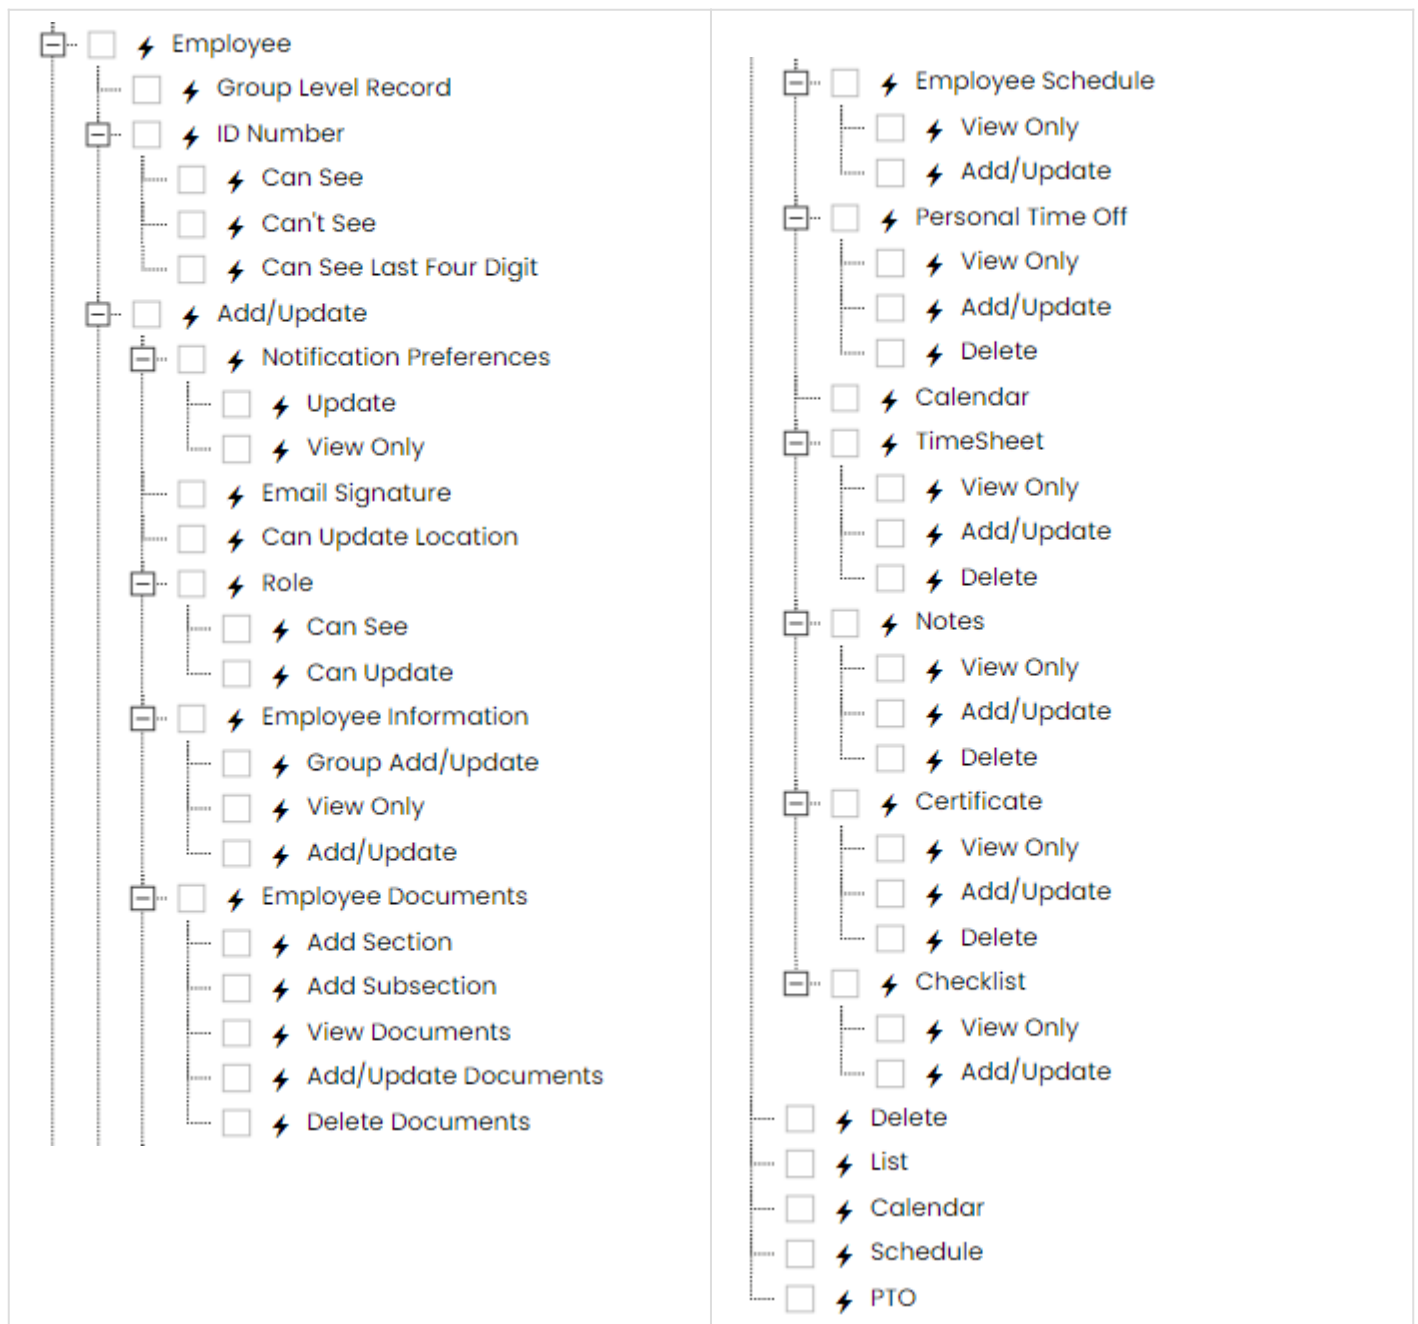 Employee
Group Level Record
ID Number
Can See
Can't See
Can See Last Four Digit
Add/Update
Notification Preferences
Update
View Only
Email Signature
Can Update Location
Role
Can See
Can Update
Employee Information
Group Add/Update
View Only
Add/Update
Employee Documents
Add Section
Add Subsection
View Documents
Add/Update Documents
Delete Documents
Employee Schedule
View Only
Add/Update
Personal Time Off
View Only
Add/Update
Delete
Calendar
TimeSheet
View Only
Add/Update
Delete
Notes
View Only
Add/Update
Delete
Certificate
View Only
Add/Update
Delete
Checklist
View Only
Add/Update
Delete
List
Calendar
Schedule
PTO